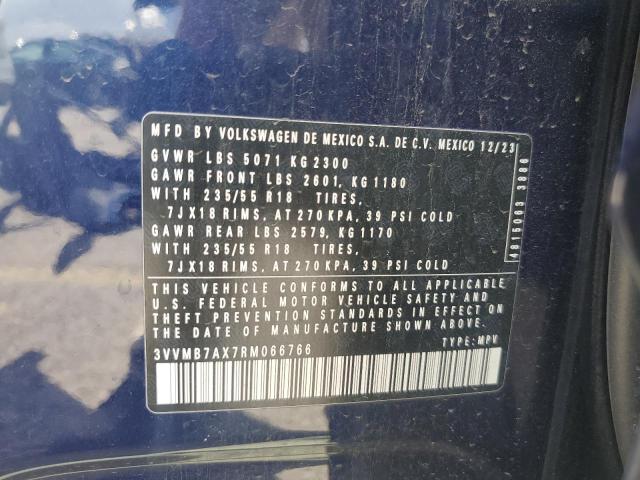 MFD BY VOLKSWAGEN DE MEXICO S.A. DE C.V. MEXICO 12/23
GVWR LBS 5071 KG 2300
GAWR FRONT LBS 2601, KG 1180
WITH 235/55 R18 TIRES,
7JX18 RIMS, AT 270 KPA, 39 PSI COLD
GAWR REAR LBS 2579, KG 1170
WITH 235/55 R18 TIRES,
7JX18 RIMS, AT 270 KPA, 39 PSI COLD
THIS VEHICLE CONFORMS TO ALL APPLICABLE
U.S. FEDERAL MOTOR VEHICLE SAFETY AND
THEFT PREVENTION STANDARDS IN EFFECT ON
THE DATE OF MANUFACTURE SHOWN ABOVE
3VVMB7AX7RM066766 TYPE: MPV
4815063 3886